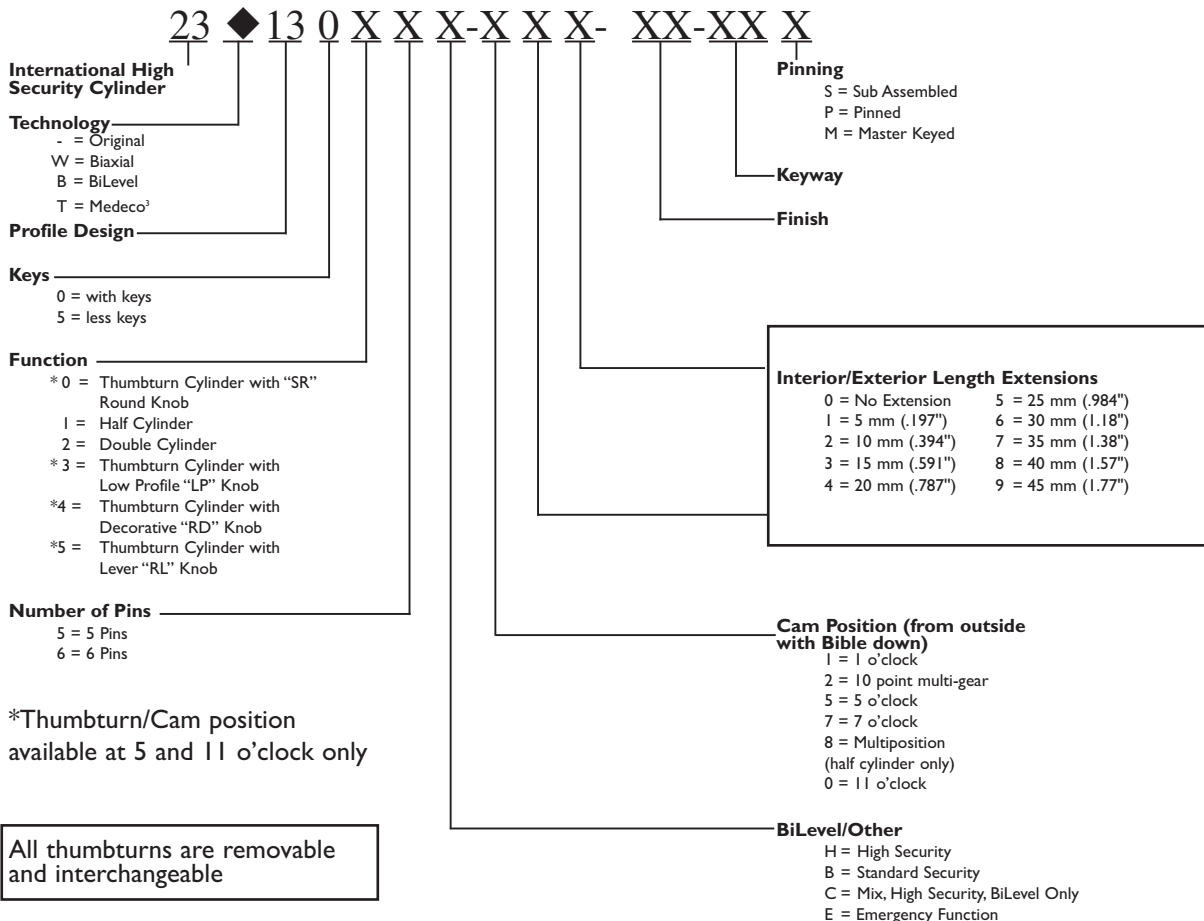 23 ◆ 13 0 X X X-X X X- XX-XX X
International High
Security Cylinder
Technology
- = Original
W = Biaxial
B = BiLevel
T = Medeco³
Profile Design
Keys
0 = with keys
5 = less keys
Function
* 0 = Thumbturn Cylinder with “SR”
Round Knob
1 = Half Cylinder
2 = Double Cylinder
* 3 = Thumbturn Cylinder with
Low Profile “LP” Knob
*4 = Thumbturn Cylinder with
Decorative “RD” Knob
*5 = Thumbturn Cylinder with
Lever “RL” Knob
Number of Pins
5 = 5 Pins
6 = 6 Pins
*Thumbturn/Cam position
available at 5 and 11 o’clock only
All thumbturns are removable
and interchangeable
Pinning
S = Sub Assembled
P = Pinned
M = Master Keyed
Keyway
Finish
Interior/Exterior Length Extensions
0 = No Extension 5 = 25 mm (.984")
1 = 5 mm (.197") 6 = 30 mm (1.18")
2 = 10 mm (.394") 7 = 35 mm (1.38")
3 = 15 mm (.591") 8 = 40 mm (1.57")
4 = 20 mm (.787") 9 = 45 mm (1.77")
Cam Position (from outside
with Bible down)
1 = 1 o’clock
2 = 10 point multi-gear
5 = 5 o’clock
7 = 7 o’clock
8 = Multiposition
(half cylinder only)
0 = 11 o’clock
BiLevel/Other
H = High Security
B = Standard Security
C = Mix, High Security, BiLevel Only
E = Emergency Function